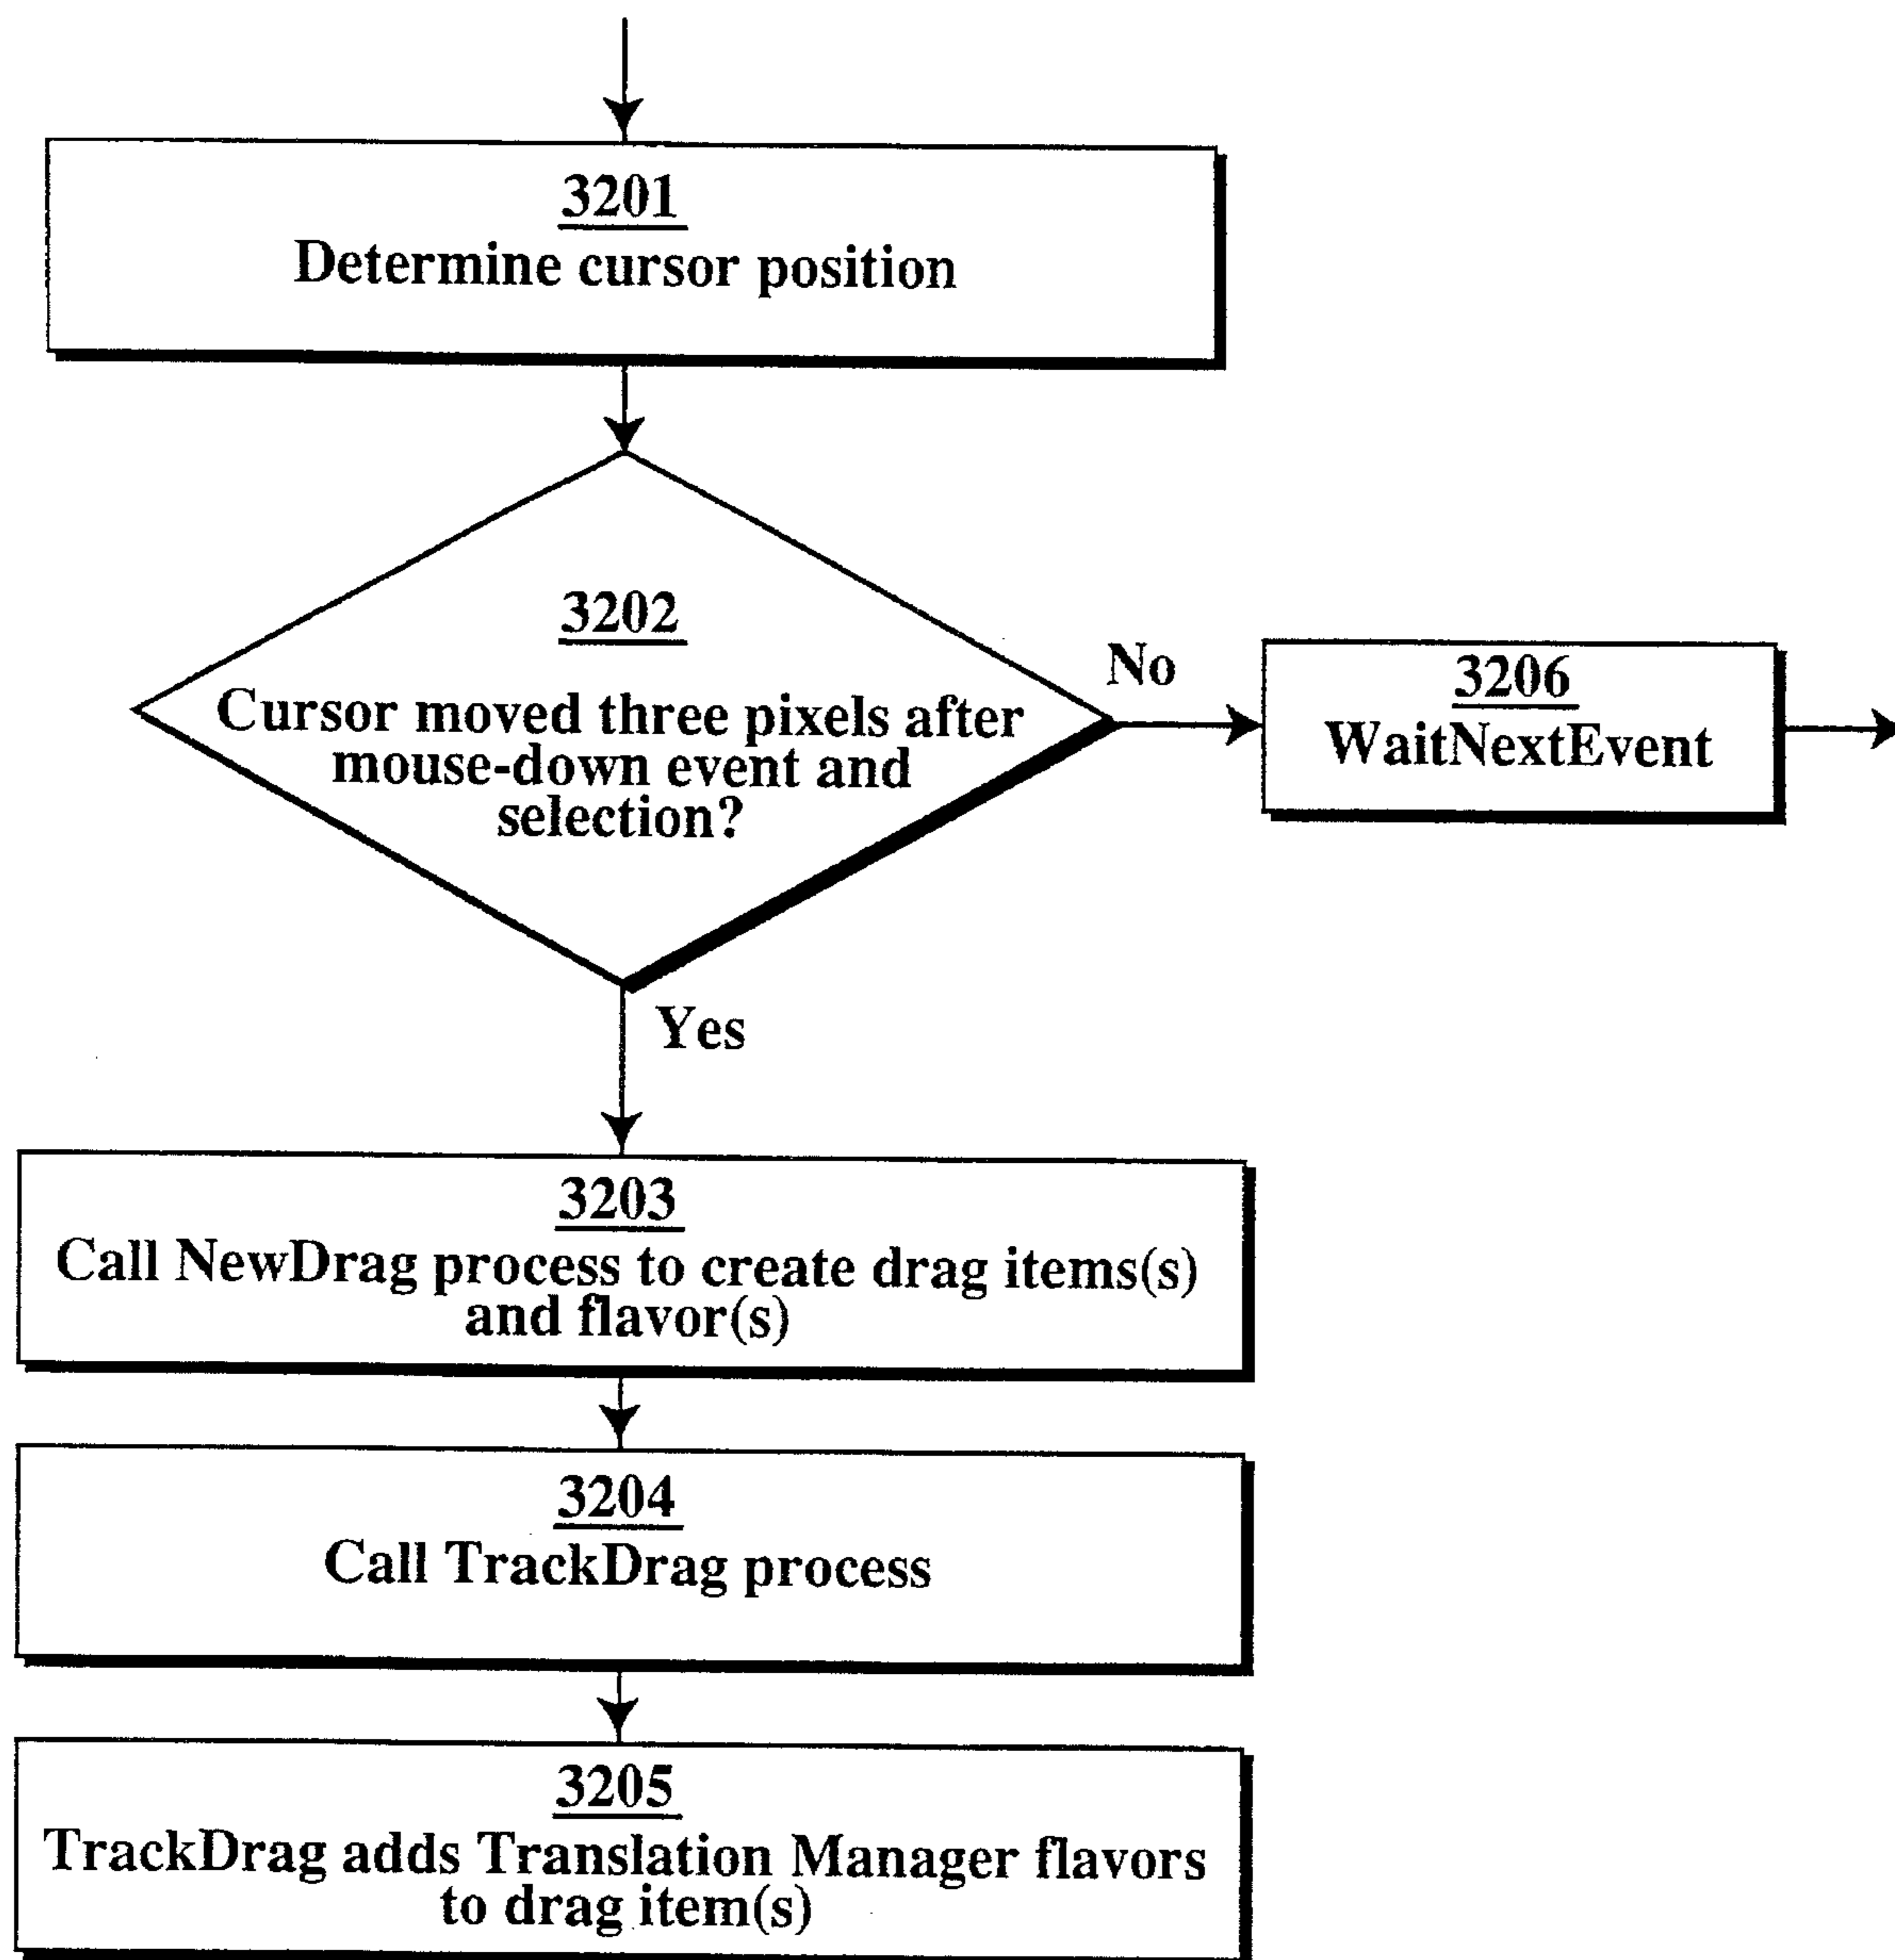 3201
Determine cursor position
3202
Cursor moved three pixels after
mouse-down event and
selection?
No
3206
WaitNextEvent
Yes
3203
Call NewDrag process to create drag items(s)
and flavor(s)
3204
Call TrackDrag process
3205
TrackDrag adds Translation Manager flavors
to drag item(s)